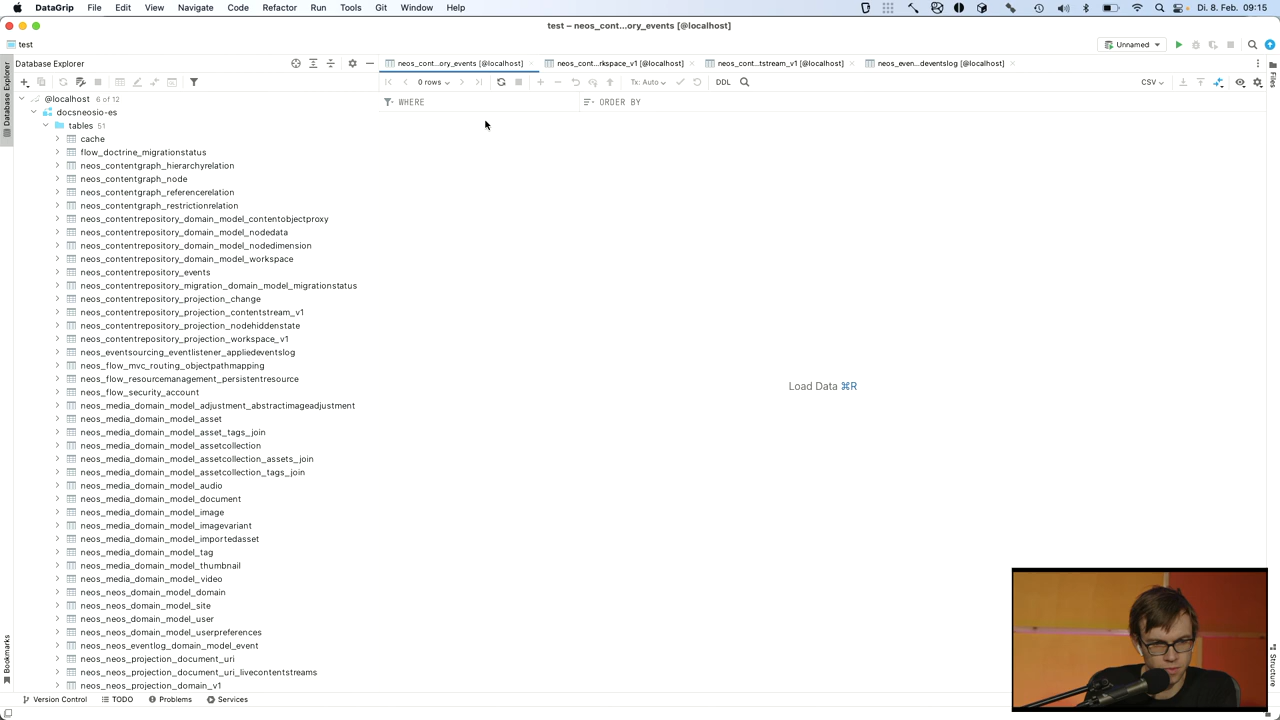 DataGrip File Edit View Navigate Code Refactor Run Tools Git Window Help Di. 8. Feb. 09:15
test – neos_cont...ory_events [@localhost]
test
Unnamed
Database Explorer
neos_cont...ory_events [@localhost]
neos_cont...rkspace_v1 [@localhost]
neos_cont...tstream_v1 [@localhost]
neos_even...deventslog [@localhost]
0 rows
Tx: Auto
DDL
CSV
WHERE
ORDER BY
@localhost 6 of 12
docsneosio-es
tables 51
cache
flow_doctrine_migrationstatus
neos_contentgraph_hierarchyrelation
neos_contentgraph_node
neos_contentgraph_referencerelation
neos_contentgraph_restrictionrelation
neos_contentrepository_domain_model_contentobjectproxy
neos_contentrepository_domain_model_nodedata
neos_contentrepository_domain_model_nodedimension
neos_contentrepository_domain_model_workspace
neos_contentrepository_events
neos_contentrepository_migration_domain_model_migrationstatus
neos_contentrepository_projection_change
neos_contentrepository_projection_contentstream_v1
neos_contentrepository_projection_nodehiddenstate
neos_contentrepository_projection_workspace_v1
neos_eventsourcing_eventlistener_appliedeventslog
neos_flow_mvc_routing_objectpathmapping
neos_flow_resourcemanagement_persistentresource
neos_flow_security_account
neos_media_domain_model_adjustment_abstractimageadjustment
neos_media_domain_model_asset
neos_media_domain_model_asset_tags_join
neos_media_domain_model_assetcollection
neos_media_domain_model_assetcollection_assets_join
neos_media_domain_model_assetcollection_tags_join
neos_media_domain_model_audio
neos_media_domain_model_document
neos_media_domain_model_image
neos_media_domain_model_imagevariant
neos_media_domain_model_importedasset
neos_media_domain_model_tag
neos_media_domain_model_thumbnail
neos_media_domain_model_video
neos_neos_domain_model_domain
neos_neos_domain_model_site
neos_neos_domain_model_user
neos_neos_domain_model_userpreferences
neos_neos_eventlog_domain_model_event
neos_neos_projection_document_uri
neos_neos_projection_document_uri_livecontentstreams
neos_neos_projection_domain_v1
Load Data ⌘R
Database Explorer
Bookmarks
Files
Structure
Version Control
TODO
Problems
Services